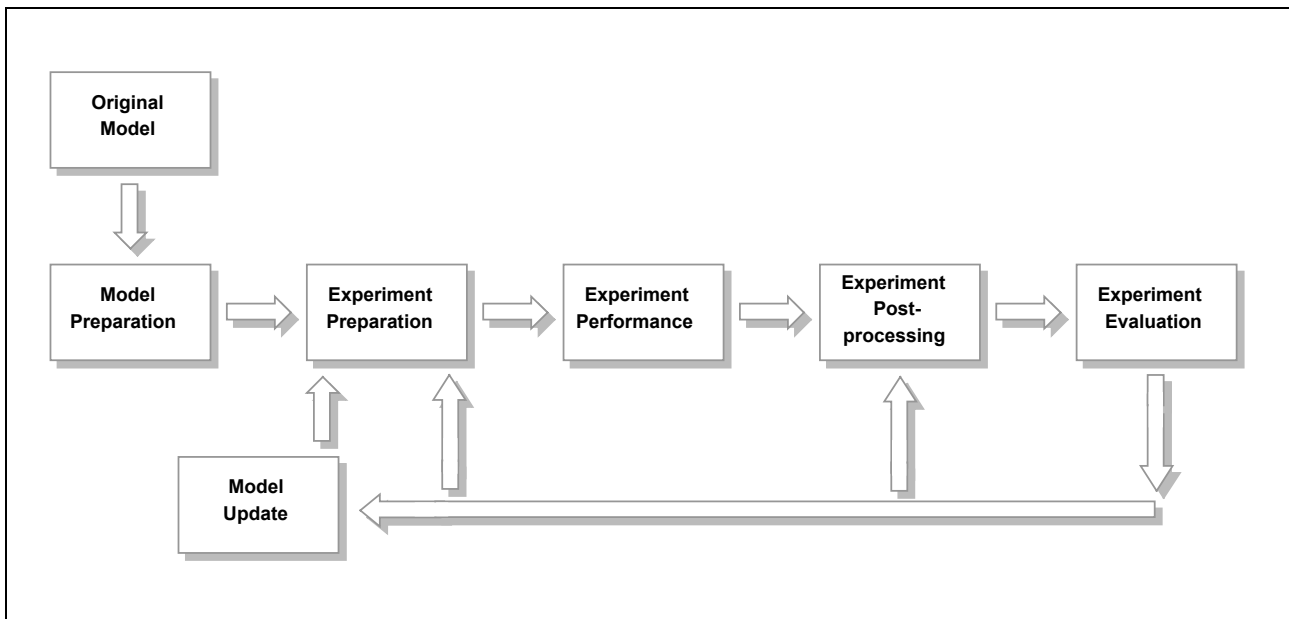 Original
Model
Model
Preparation
Experiment
Preparation
Experiment
Performance
Experiment
Post-
processing
Experiment
Evaluation
Model
Update